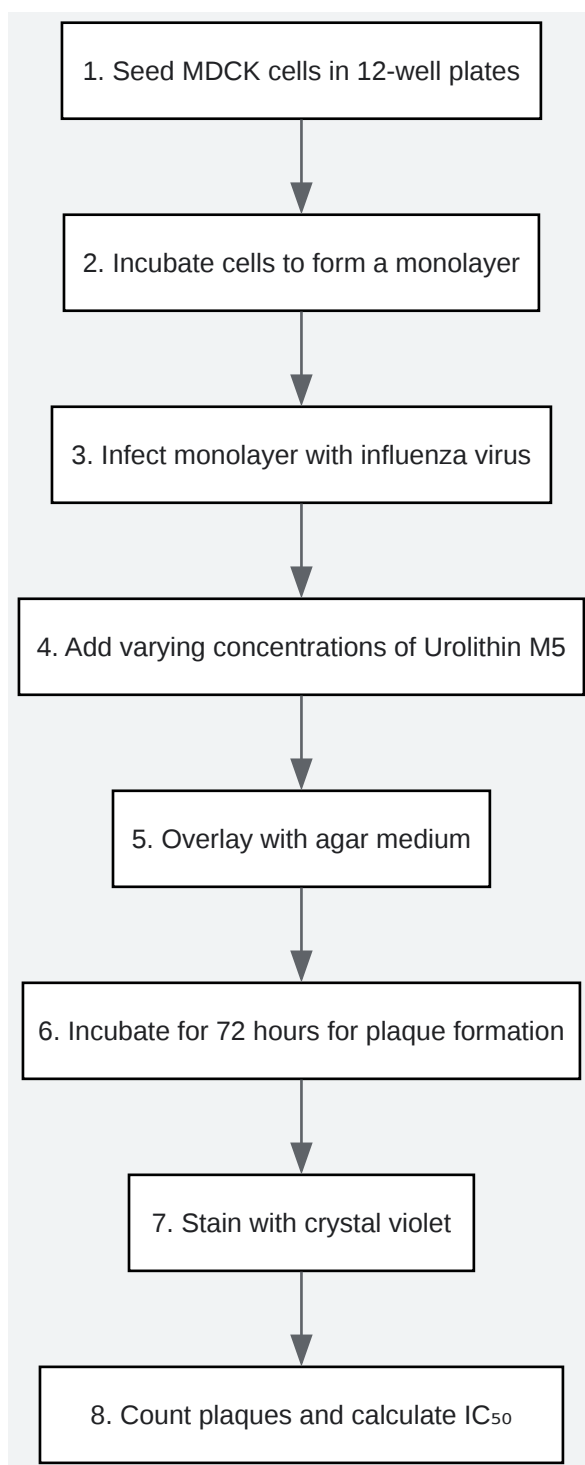 1. Seed MDCK cells in 12-well plates
2. Incubate cells to form a monolayer
3. Infect monolayer with influenza virus
4. Add varying concentrations of Urolithin M5
5. Overlay with agar medium
6. Incubate for 72 hours for plaque formation
7. Stain with crystal violet
8. Count plaques and calculate IC₅₀